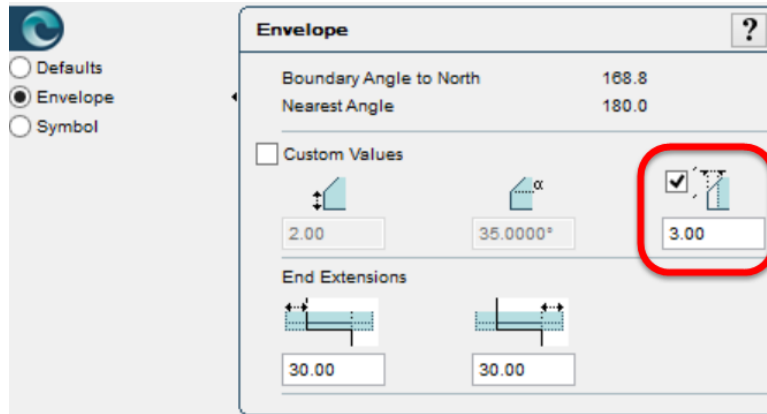 Defaults
Envelope
Symbol
Envelope ?
Boundary Angle to North 168.8
Nearest Angle 180.0
Custom Values
α
2.00 35.0000° 3.00
End Extensions
30.00 30.00